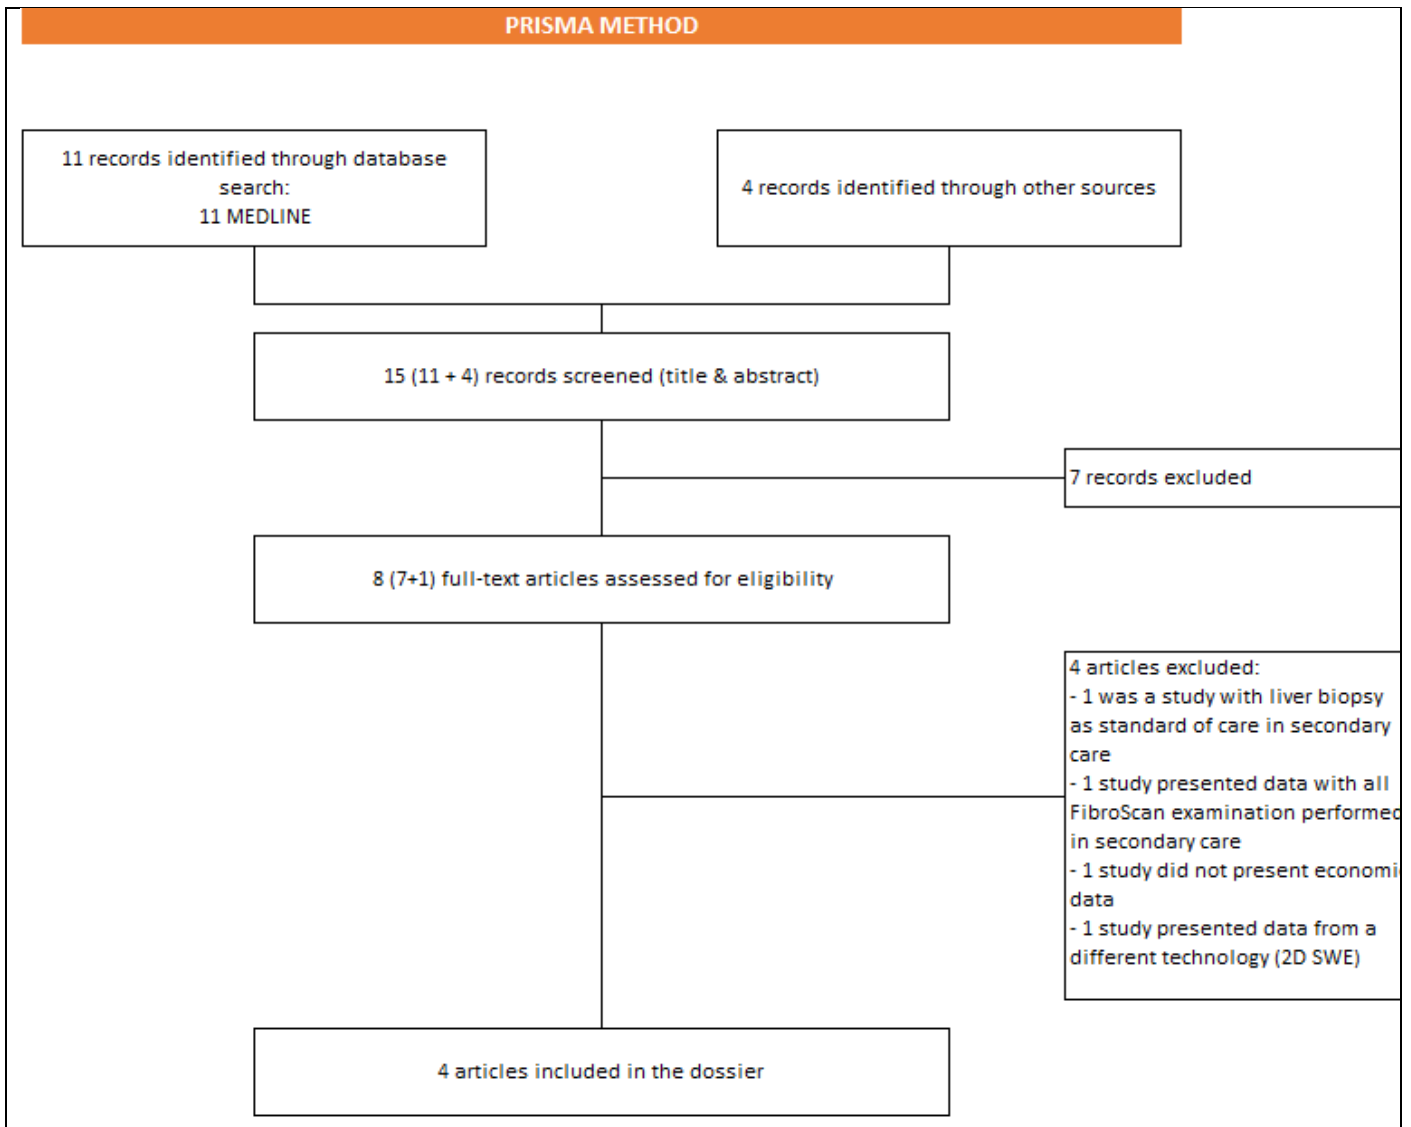 PRISMA METHOD
11 records identified through database
search:
11 MEDLINE
4 records identified through other sources
15 (11 + 4) records screened (title & abstract)
7 records excluded
8 (7+1) full-text articles assessed for eligibility
4 articles excluded:
- 1 was a study with liver biopsy
as standard of care in secondary
care
- 1 study presented data with all
FibroScan examination performed
in secondary care
- 1 study did not present economi
data
- 1 study presented data from a
different technology (2D SWE)
4 articles included in the dossier